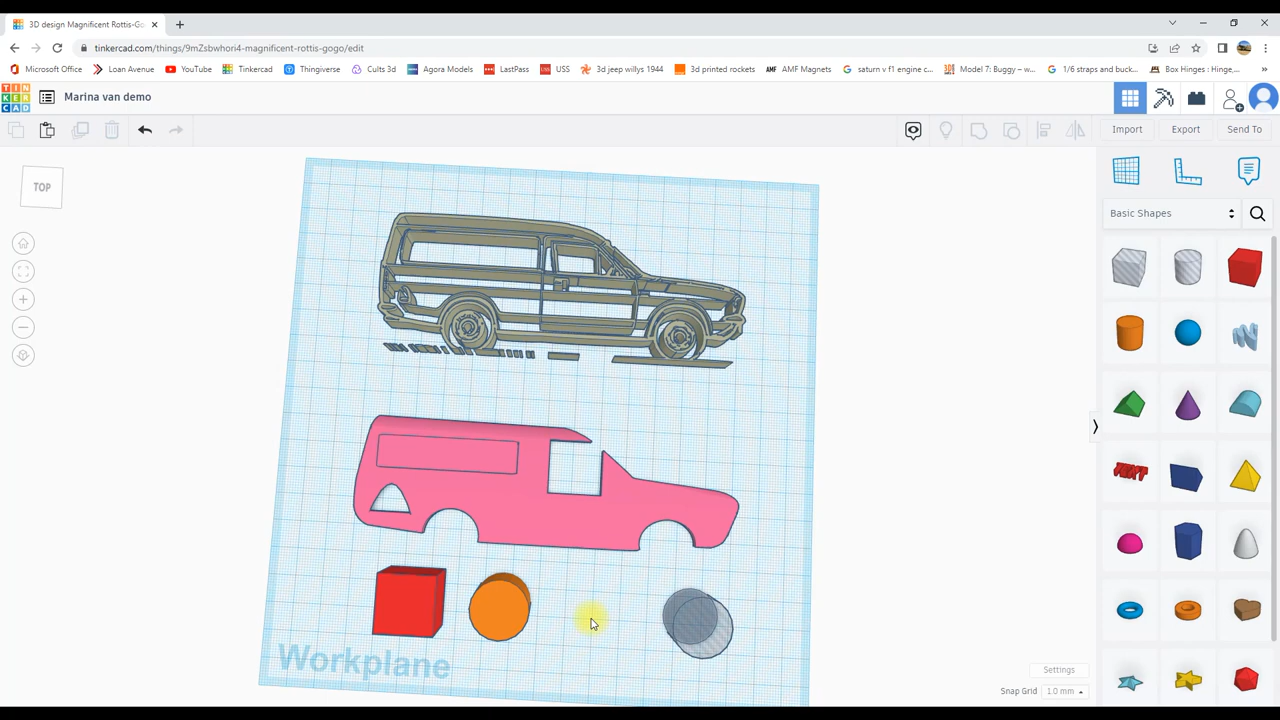 3D design Magnificent Rottis-Go
tinkercad.com/things/9mZsbwhori4-magnificent-rottis-gogo/edit
Microsoft Office Loan Avenue YouTube Tinkercad Thingiverse Cults 3d Agora Models LastPass USS 3d jeep willys 1944 3d printed rockets AMF Magnets saturn v f1 engine c... Model 7: Buggy – w... 1/6 straps and buck... Box Hinges : Hinge,... »
TIN
KER
CAD
Marina van demo
Import Export Send To
TOP
Basic Shapes
TEXT
Workplane
Settings
Snap Grid 1.0 mm